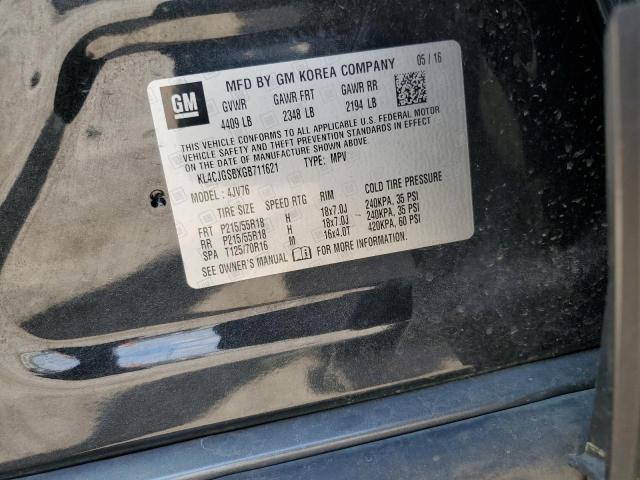 MFD BY GM KOREA COMPANY 05/16
GM
GVWR GAWR FRT GAWR RR
4409 LB 2348 LB 2194 LB
THIS VEHICLE CONFORMS TO ALL APPLICABLE U.S. FEDERAL MOTOR
VEHICLE SAFETY AND THEFT PREVENTION STANDARDS IN EFFECT
ON THE DATE OF MANUFACTURE SHOWN ABOVE.
KL4CJGSBXGB711621 TYPE: MPV
MODEL: 4JV76
TIRE SIZE SPEED RTG RIM COLD TIRE PRESSURE
FRT P215/55R18 H 18x7.0J 240KPA, 35 PSI
RR P215/55R18 H 18x7.0J 240KPA, 35 PSI
SPA T125/70R16 M 16x4.0T 420KPA, 60 PSI
SEE OWNER'S MANUAL FOR MORE INFORMATION.